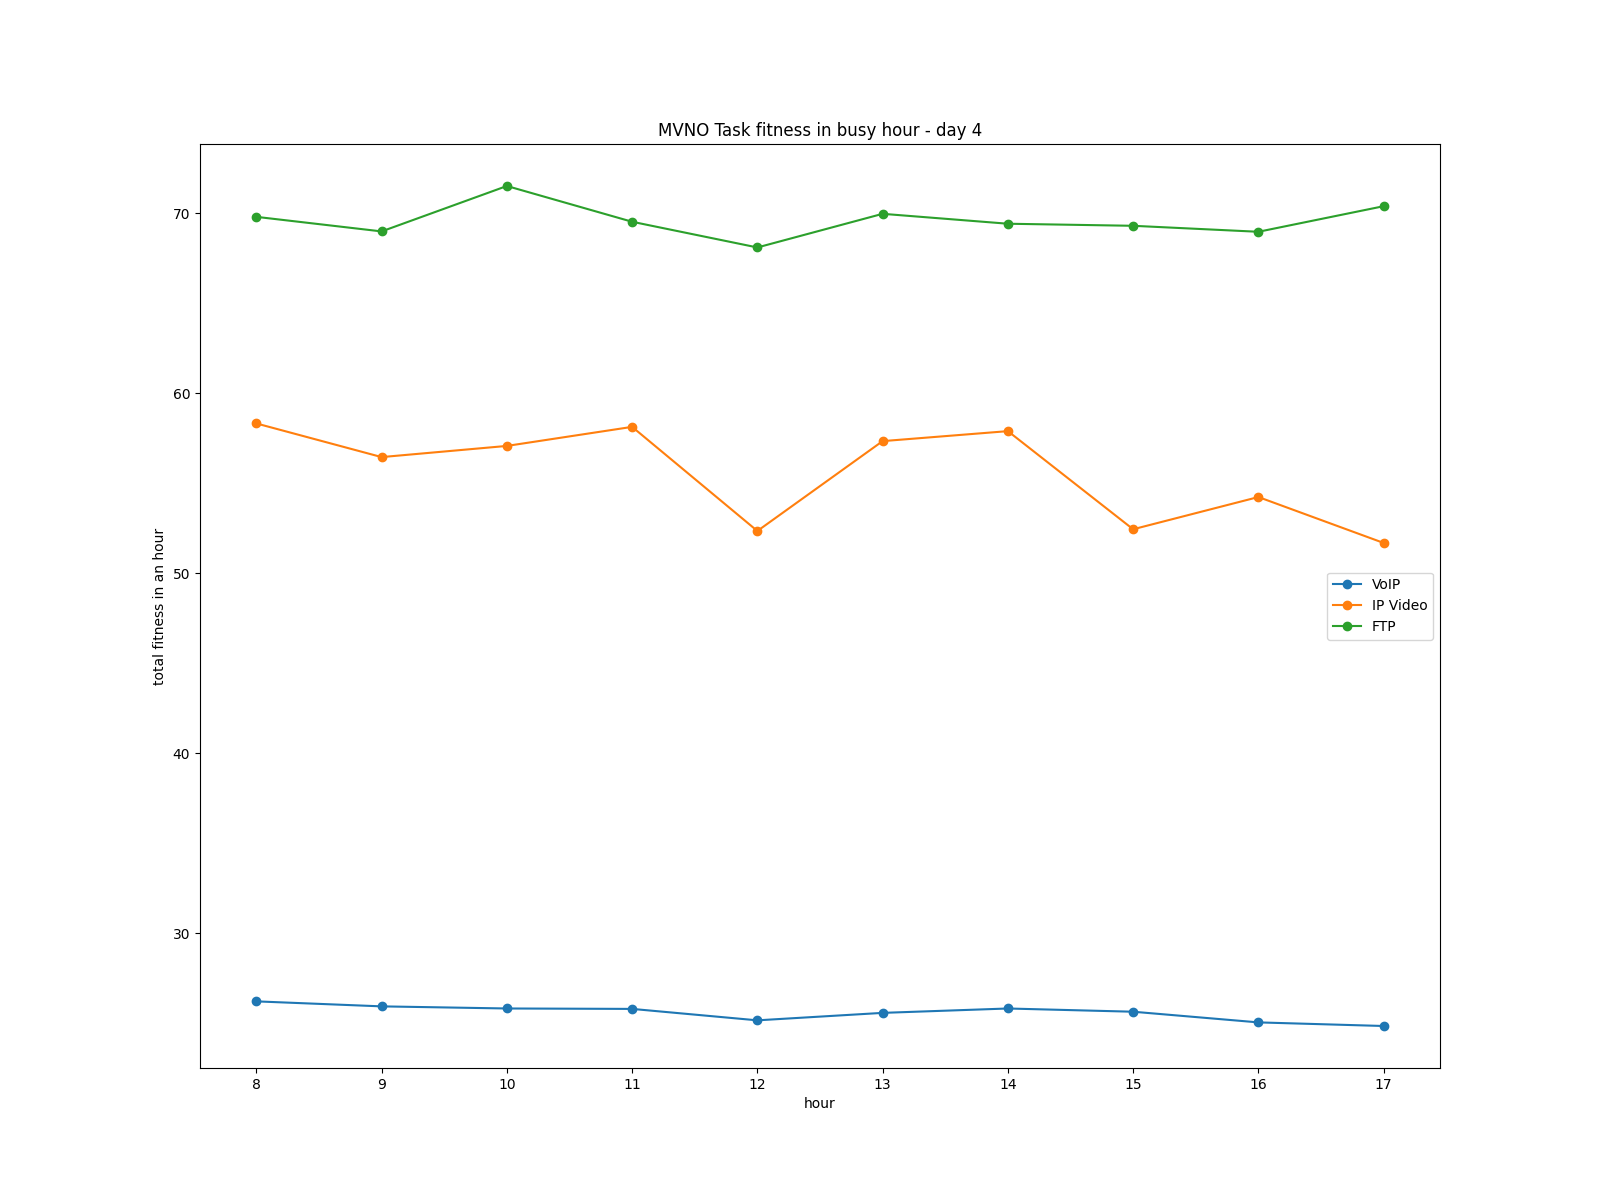 MVNO Task fitness in busy hour - day 4
70
60
50
40
30
total fitness in an hour
VoIP
IP Video
FTP
8 9 10 11 12 13 14 15 16 17
hour